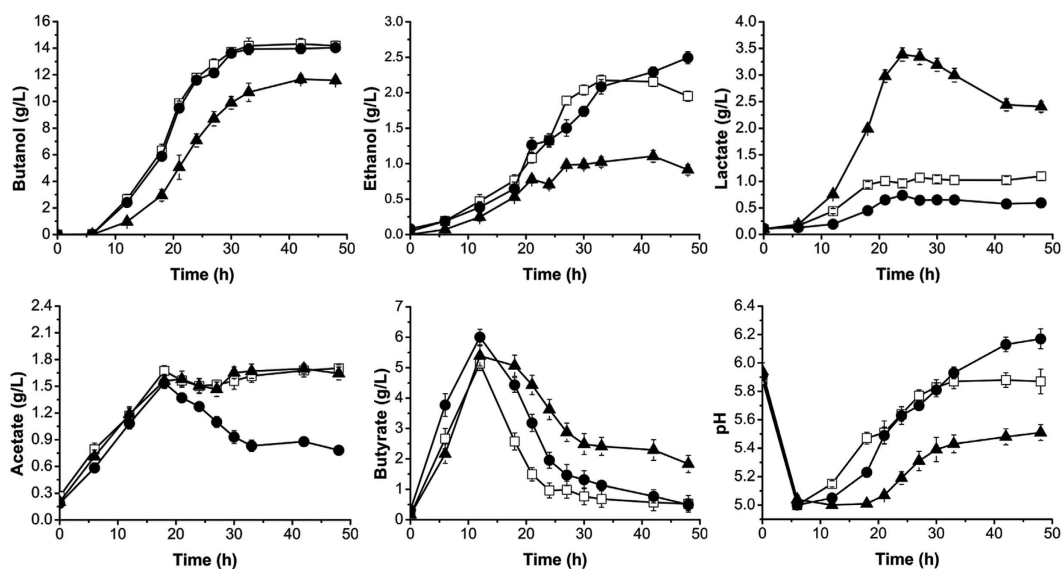 Butanol (g/L)
16
14
12
10
8
6
4
2
0
0 10 20 30 40 50
Time (h)
Ethanol (g/L)
3.0
2.5
2.0
1.5
1.0
0.5
0.0
0 10 20 30 40 50
Time (h)
Lactate (g/L)
4.0
3.5
3.0
2.5
2.0
1.5
1.0
0.5
0.0
0 10 20 30 40 50
Time (h)
Acetate (g/L)
2.4
2.1
1.8
1.5
1.2
0.9
0.6
0.3
0.0
0 10 20 30 40 50
Time (h)
Butyrate (g/L)
7
6
5
4
3
2
1
0
0 10 20 30 40 50
Time (h)
pH
6.2
6.0
5.8
5.6
5.4
5.2
5.0
0 10 20 30 40 50
Time (h)